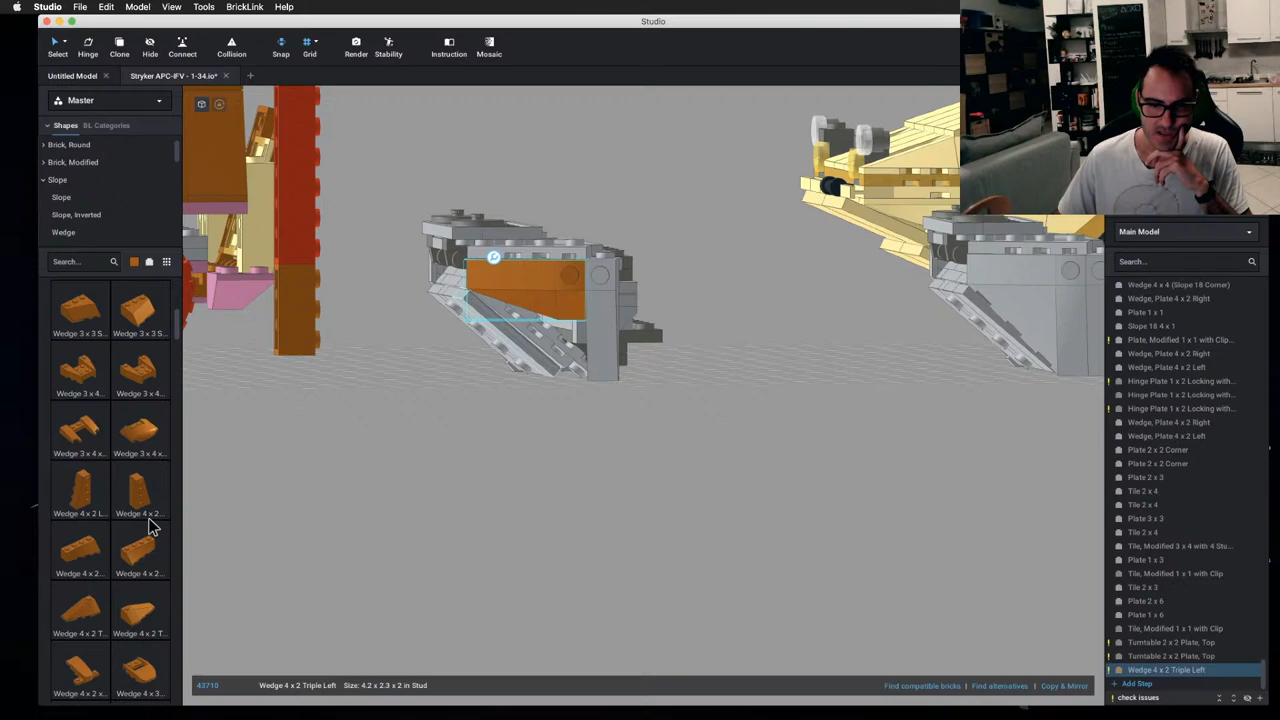 Studio File Edit Model View Tools BrickLink Help
Studio
Select Hinge Clone Hide Connect Collision Snap Grid Render Stability Instruction Mosaic
Untitled Model Stryker APC-IFV - 1-34.io*
Master
Shapes BL Categories
Brick, Round
Brick, Modified
Slope
Slope
Slope, Inverted
Wedge
Search...
Wedge 3 x 3 S... Wedge 3 x 3 S...
Wedge 3 x 4... Wedge 3 x 4...
Wedge 3 x 4 x... Wedge 3 x 4 x...
Wedge 4 x 2 L... Wedge 4 x 2...
Wedge 4 x 2... Wedge 4 x 2...
Wedge 4 x 2 T... Wedge 4 x 2 T...
Wedge 4 x 2 x... Wedge 4 x 3...
43710 Wedge 4 x 2 Triple Left Size: 4.2 x 2.3 x 2 in Stud Find compatible bricks Find alternatives Copy & Mirror
Main Model
Search...
Wedge 4 x 4 (Slope 18 Corner)
Wedge, Plate 4 x 2 Right
Plate 1 x 1
Slope 18 4 x 1
Plate, Modified 1 x 1 with Clip...
Wedge, Plate 4 x 2 Right
Wedge, Plate 4 x 2 Left
Hinge Plate 1 x 2 Locking with...
Hinge Plate 1 x 2 Locking with...
Hinge Plate 1 x 2 Locking with...
Wedge, Plate 4 x 2 Right
Wedge, Plate 4 x 2 Left
Plate 2 x 2 Corner
Plate 2 x 2 Corner
Plate 2 x 3
Tile 2 x 4
Tile 2 x 4
Plate 3 x 3
Tile 2 x 4
Tile, Modified 3 x 4 with 4 Stu...
Plate 1 x 3
Tile, Modified 1 x 1 with Clip
Tile 2 x 3
Plate 2 x 6
Plate 1 x 6
Tile, Modified 1 x 1 with Clip
Turntable 2 x 2 Plate, Top
Turntable 2 x 2 Plate, Top
Wedge 4 x 2 Triple Left
Add Step
check issues